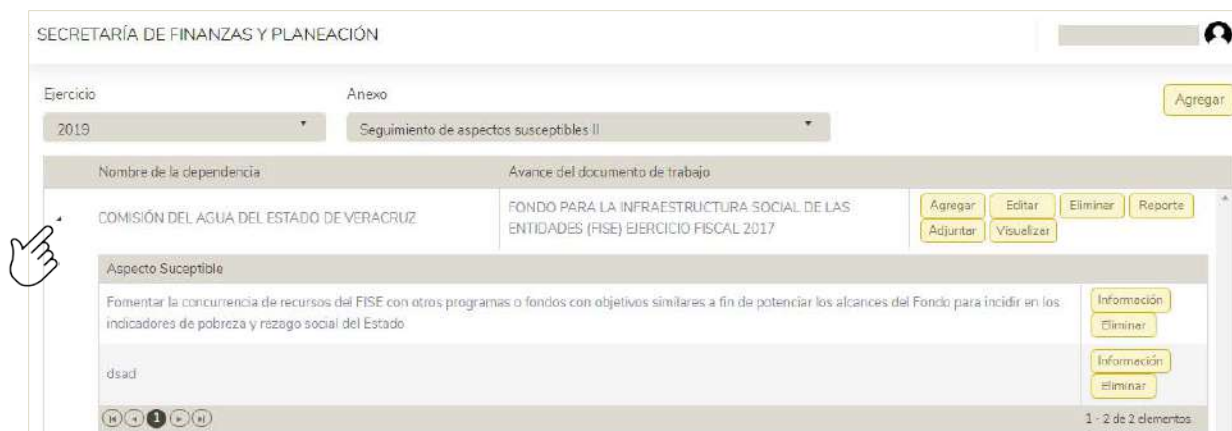 SECRETARÍA DE FINANZAS Y PLANEACIÓN
Ejercicio
Anexo
Agregar
2019
Seguimiento de aspectos susceptibles II
Nombre de la dependencia
Avance del documento de trabajo
COMISIÓN DEL AGUA DEL ESTADO DE VERACRUZ
FONDO PARA LA INFRAESTRUCTURA SOCIAL DE LAS
ENTIDADES (FISE) EJERCICIO FISCAL 2017
Agregar Editar Eliminar Reporte
Adjuntar Visualizar
Aspecto Suceptible
Fomentar la concurrencia de recursos del FISE con otros programas o fondos con objetivos similares a fin de potenciar los alcances del Fondo para incidir en los
indicadores de pobreza y rezago social del Estado
Información
Eliminar
dsad
Información
Eliminar
1
1 - 2 de 2 elementos